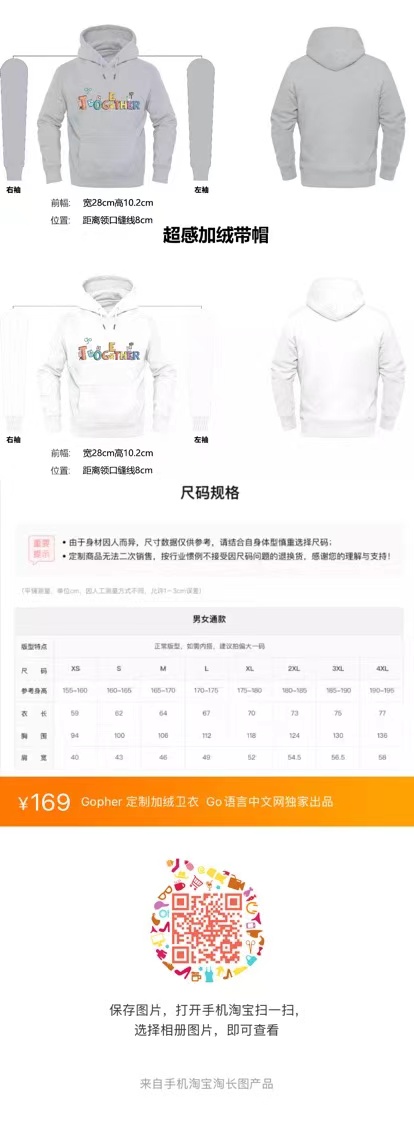 TOGETHER
右袖
左袖
前幅: 宽28cm高10.2cm
位置: 距离领口缝线8cm
超感加绒带帽
TOGETHER
右袖
左袖
前幅: 宽28cm高10.2cm
位置: 距离领口缝线8cm
尺码规格
重要提示
• 由于身材因人而异，尺寸数据仅供参考，请结合自身体型慎重选择尺码；
• 定制商品无法二次销售，按行业惯例不接受因尺码问题的退换货，感谢您的理解与支持！
(平铺测量，单位cm，因人工测量方式不同，允许1-3cm误差)
男女通款
版型特点 正常版型，如需内搭，建议拍偏大一码
尺 码 XS S M L XL 2XL 3XL 4XL
参考身高 155-160 160-165 165-170 170-175 175-180 180-185 185-190 190-195
衣 长 59 62 64 67 70 73 75 77
胸 围 94 100 106 112 118 124 130 136
肩 宽 40 43 46 49 52 54.5 56.5 58
¥169 Gopher 定制加绒卫衣 Go语言中文网独家出品
保存图片，打开手机淘宝扫一扫，
选择相册图片，即可查看
来自手机淘宝淘长图产品